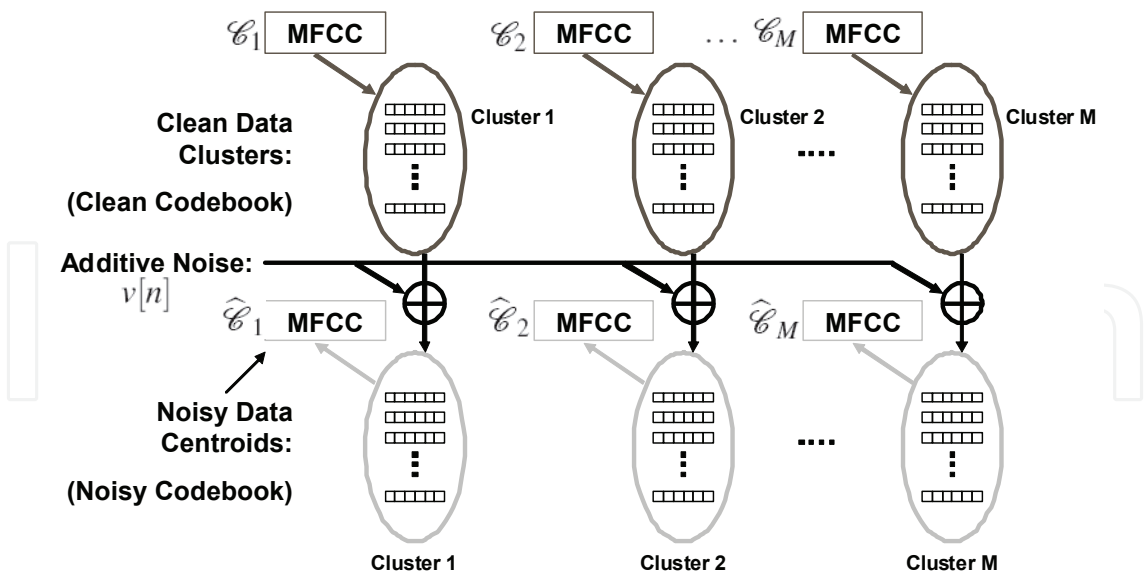 𝒞1 MFCC 𝒞2 MFCC ... 𝒞M MFCC
Cluster 1 Cluster 2 Cluster M
Clean Data
Clusters:
....
(Clean Codebook)
Additive Noise:
v[n]
𝒞̂1 MFCC 𝒞̂2 MFCC 𝒞̂M MFCC
Noisy Data
Centroids:
....
(Noisy Codebook)
Cluster 1 Cluster 2 Cluster M